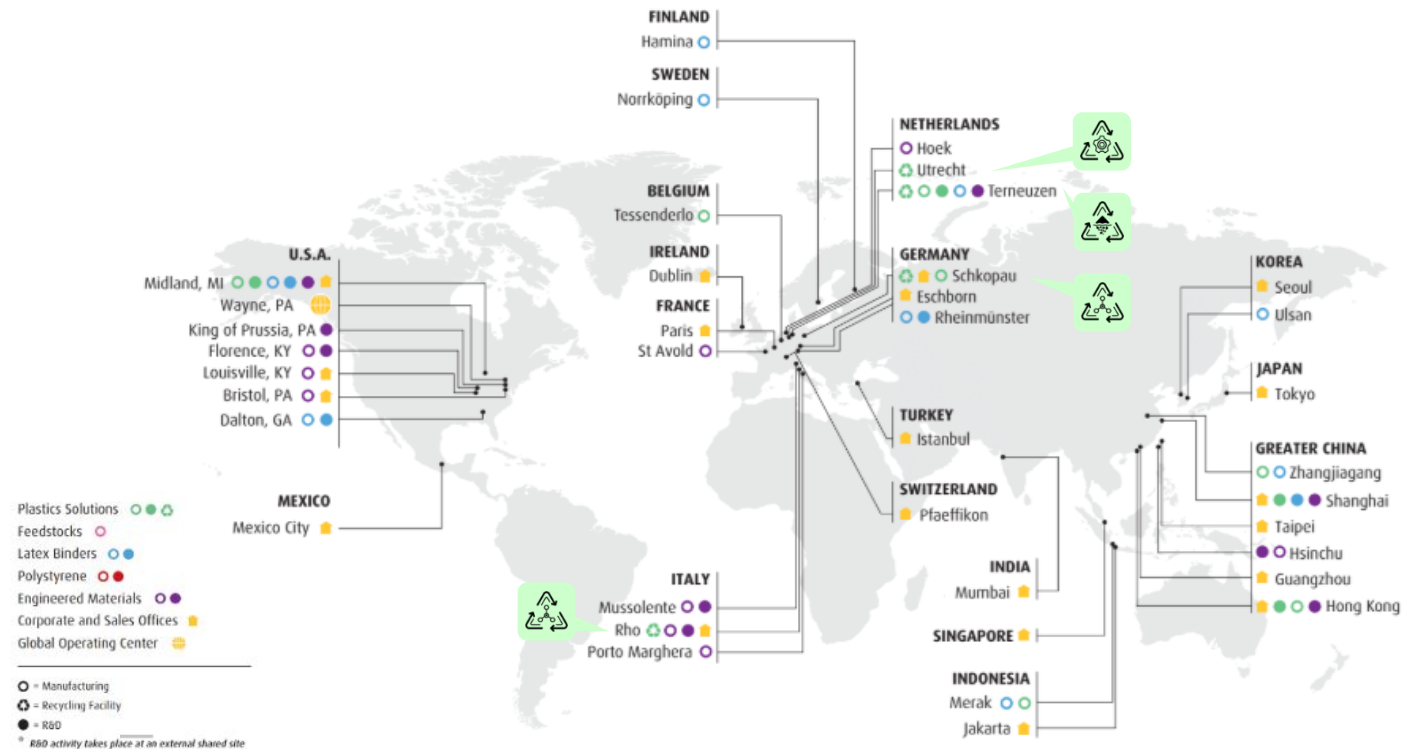 FINLAND
Hamina
SWEDEN
Norrköping
NETHERLANDS
Hoek
Utrecht
Terneuzen
BELGIUM
Tessenderlo
IRELAND
Dublin
FRANCE
Paris
St Avold
GERMANY
Schkopau
Eschborn
Rheinmünster
U.S.A.
Midland, MI
Wayne, PA
King of Prussia, PA
Florence, KY
Louisville, KY
Bristol, PA
Dalton, GA
KOREA
Seoul
Ulsan
JAPAN
Tokyo
TURKEY
Istanbul
GREATER CHINA
Zhangjiagang
Shanghai
Taipei
Hsinchu
Guangzhou
Hong Kong
SWITZERLAND
Pfaeffikon
MEXICO
Mexico City
INDIA
Mumbai
SINGAPORE
INDONESIA
Merak
Jakarta
ITALY
Mussolente
Rho
Porto Marghera
Plastics Solutions
Feedstocks
Latex Binders
Polystyrene
Engineered Materials
Corporate and Sales Offices
Global Operating Center
= Manufacturing
= Recycling Facility
= R&D
* R&D activity takes place at an external shared site